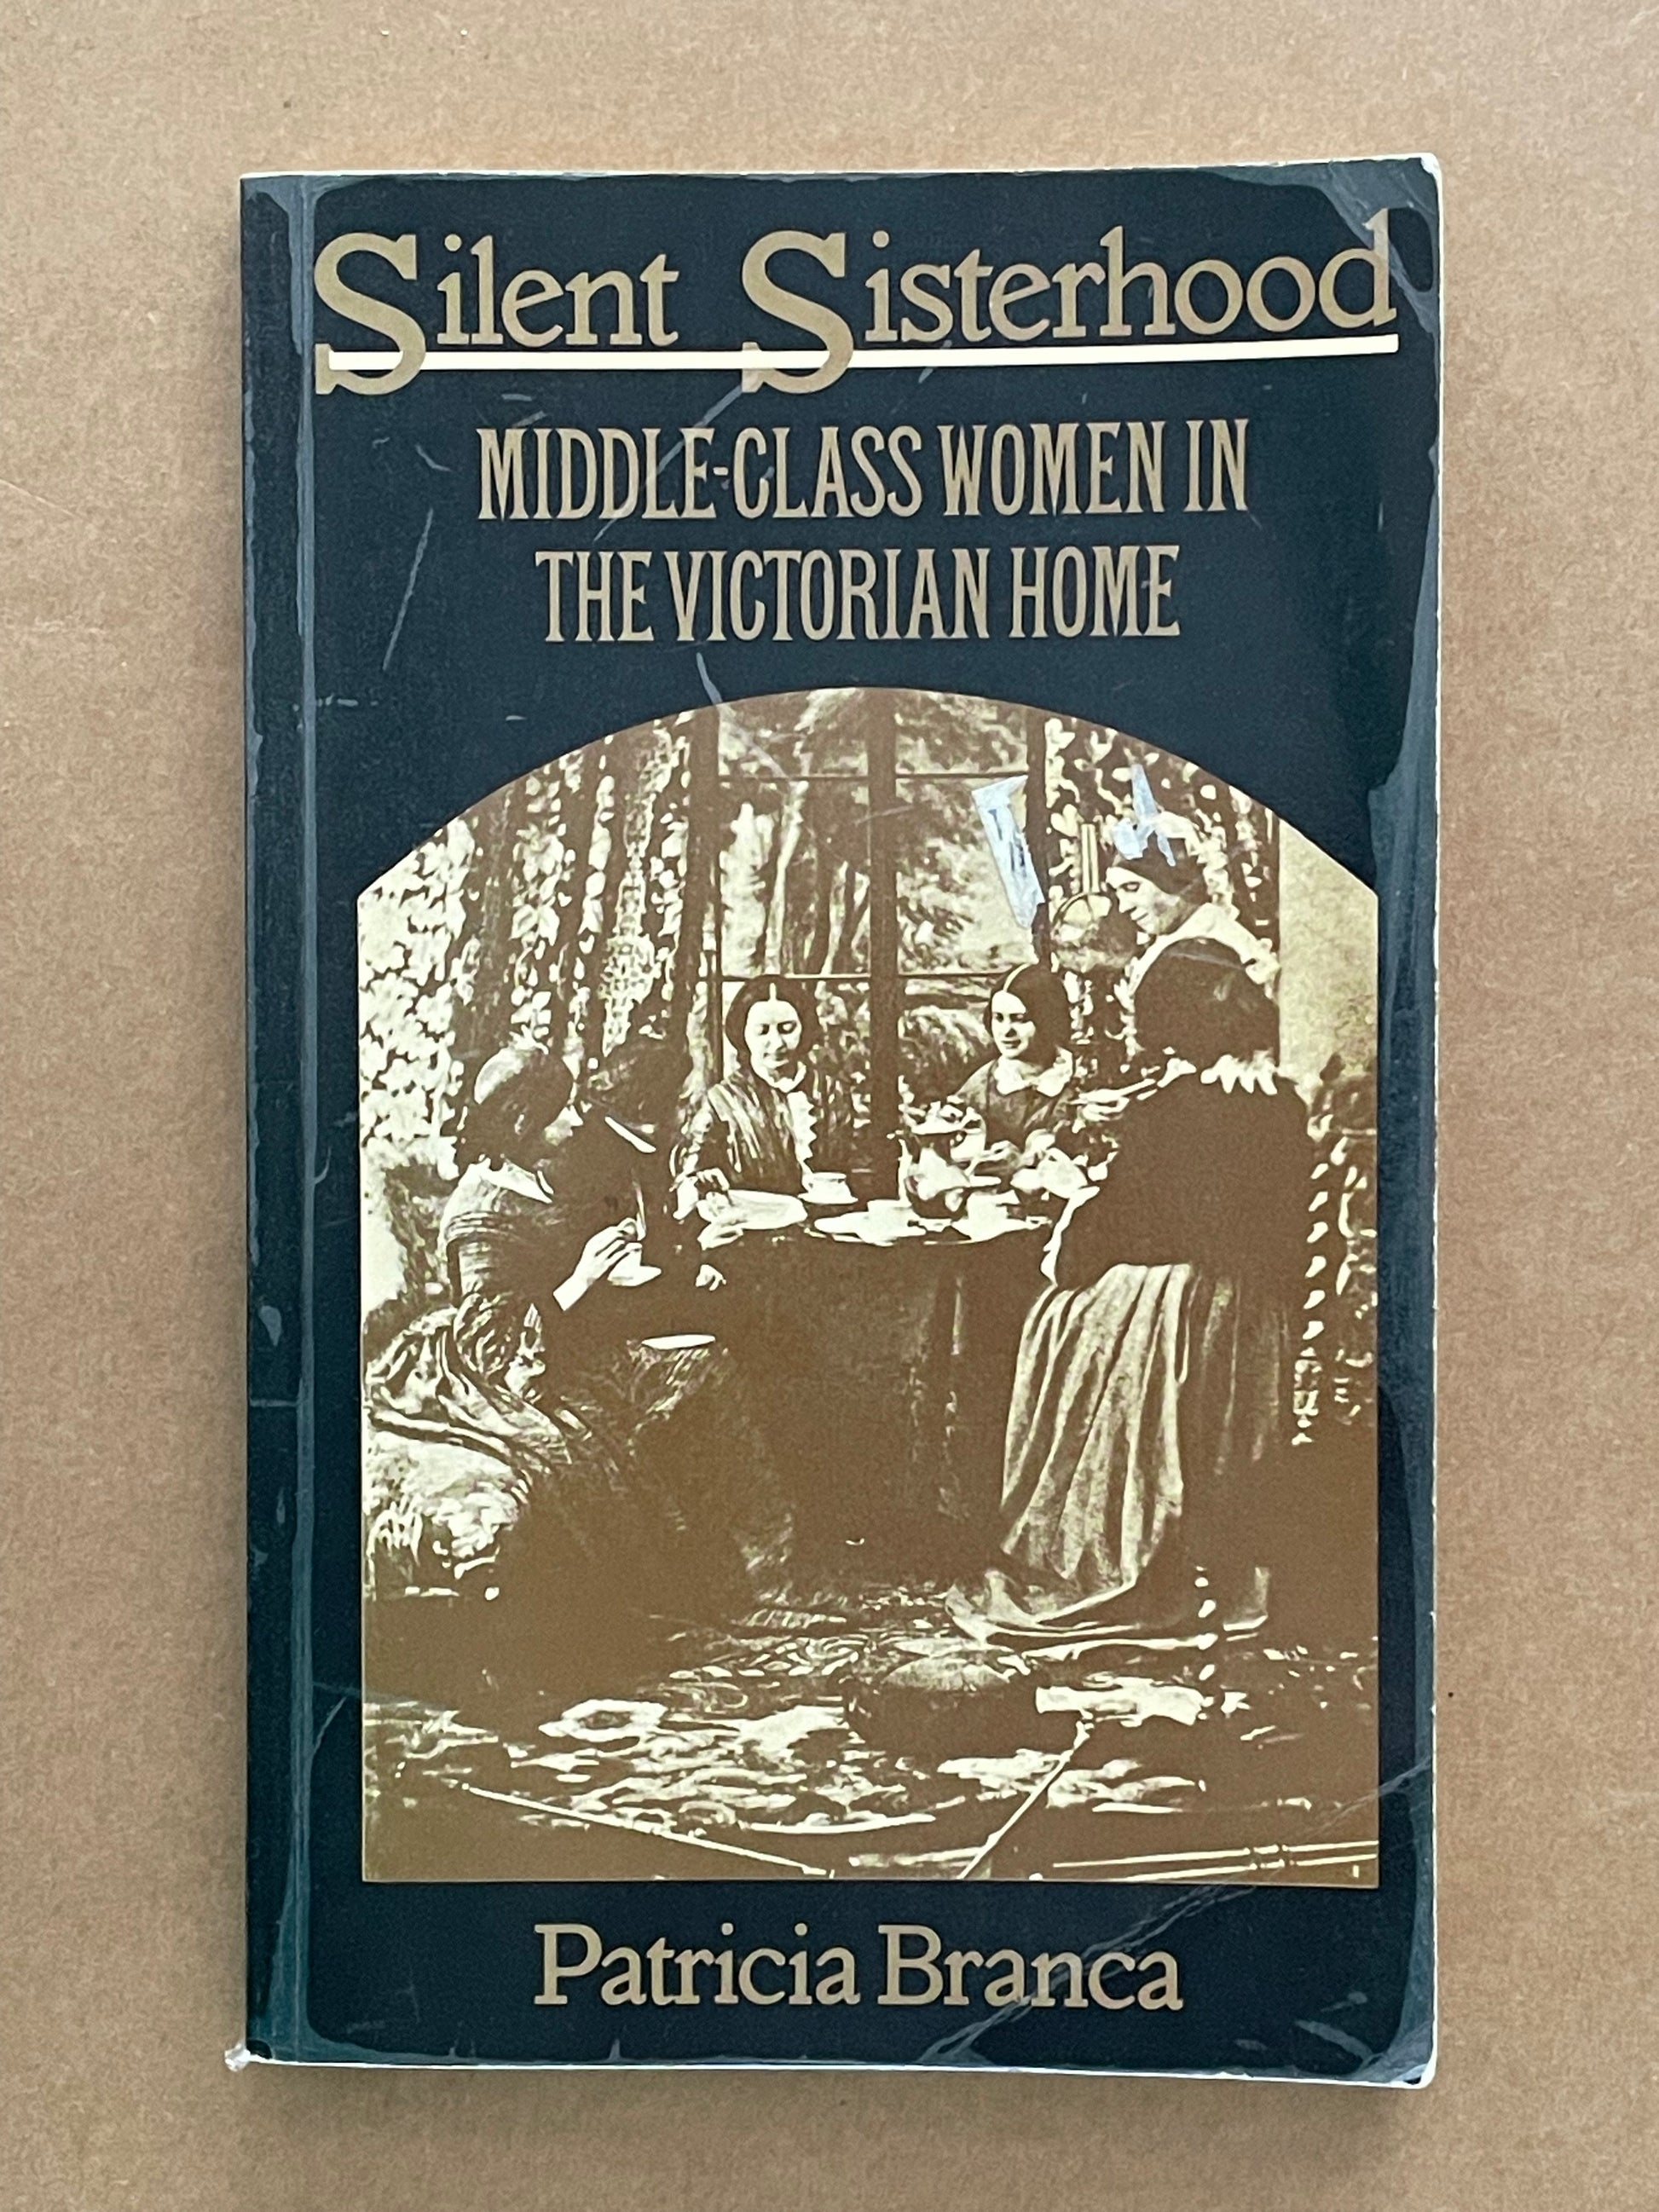 Silent Sisterhood
MIDDLE-CLASS WOMEN IN
THE VICTORIAN HOME
Patricia Branca